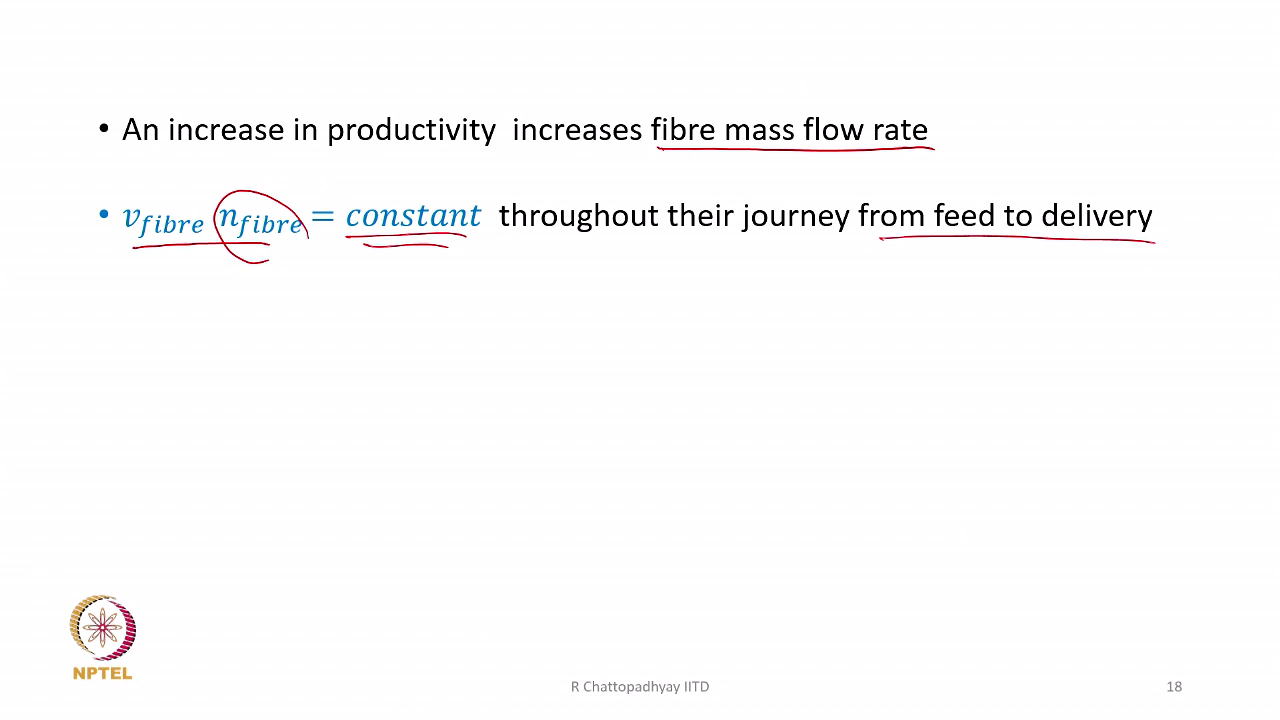 • An increase in productivity increases fibre mass flow rate
• v_fibre n_fibre = constant throughout their journey from feed to delivery
NPTEL
R Chattopadhyay IITD
18